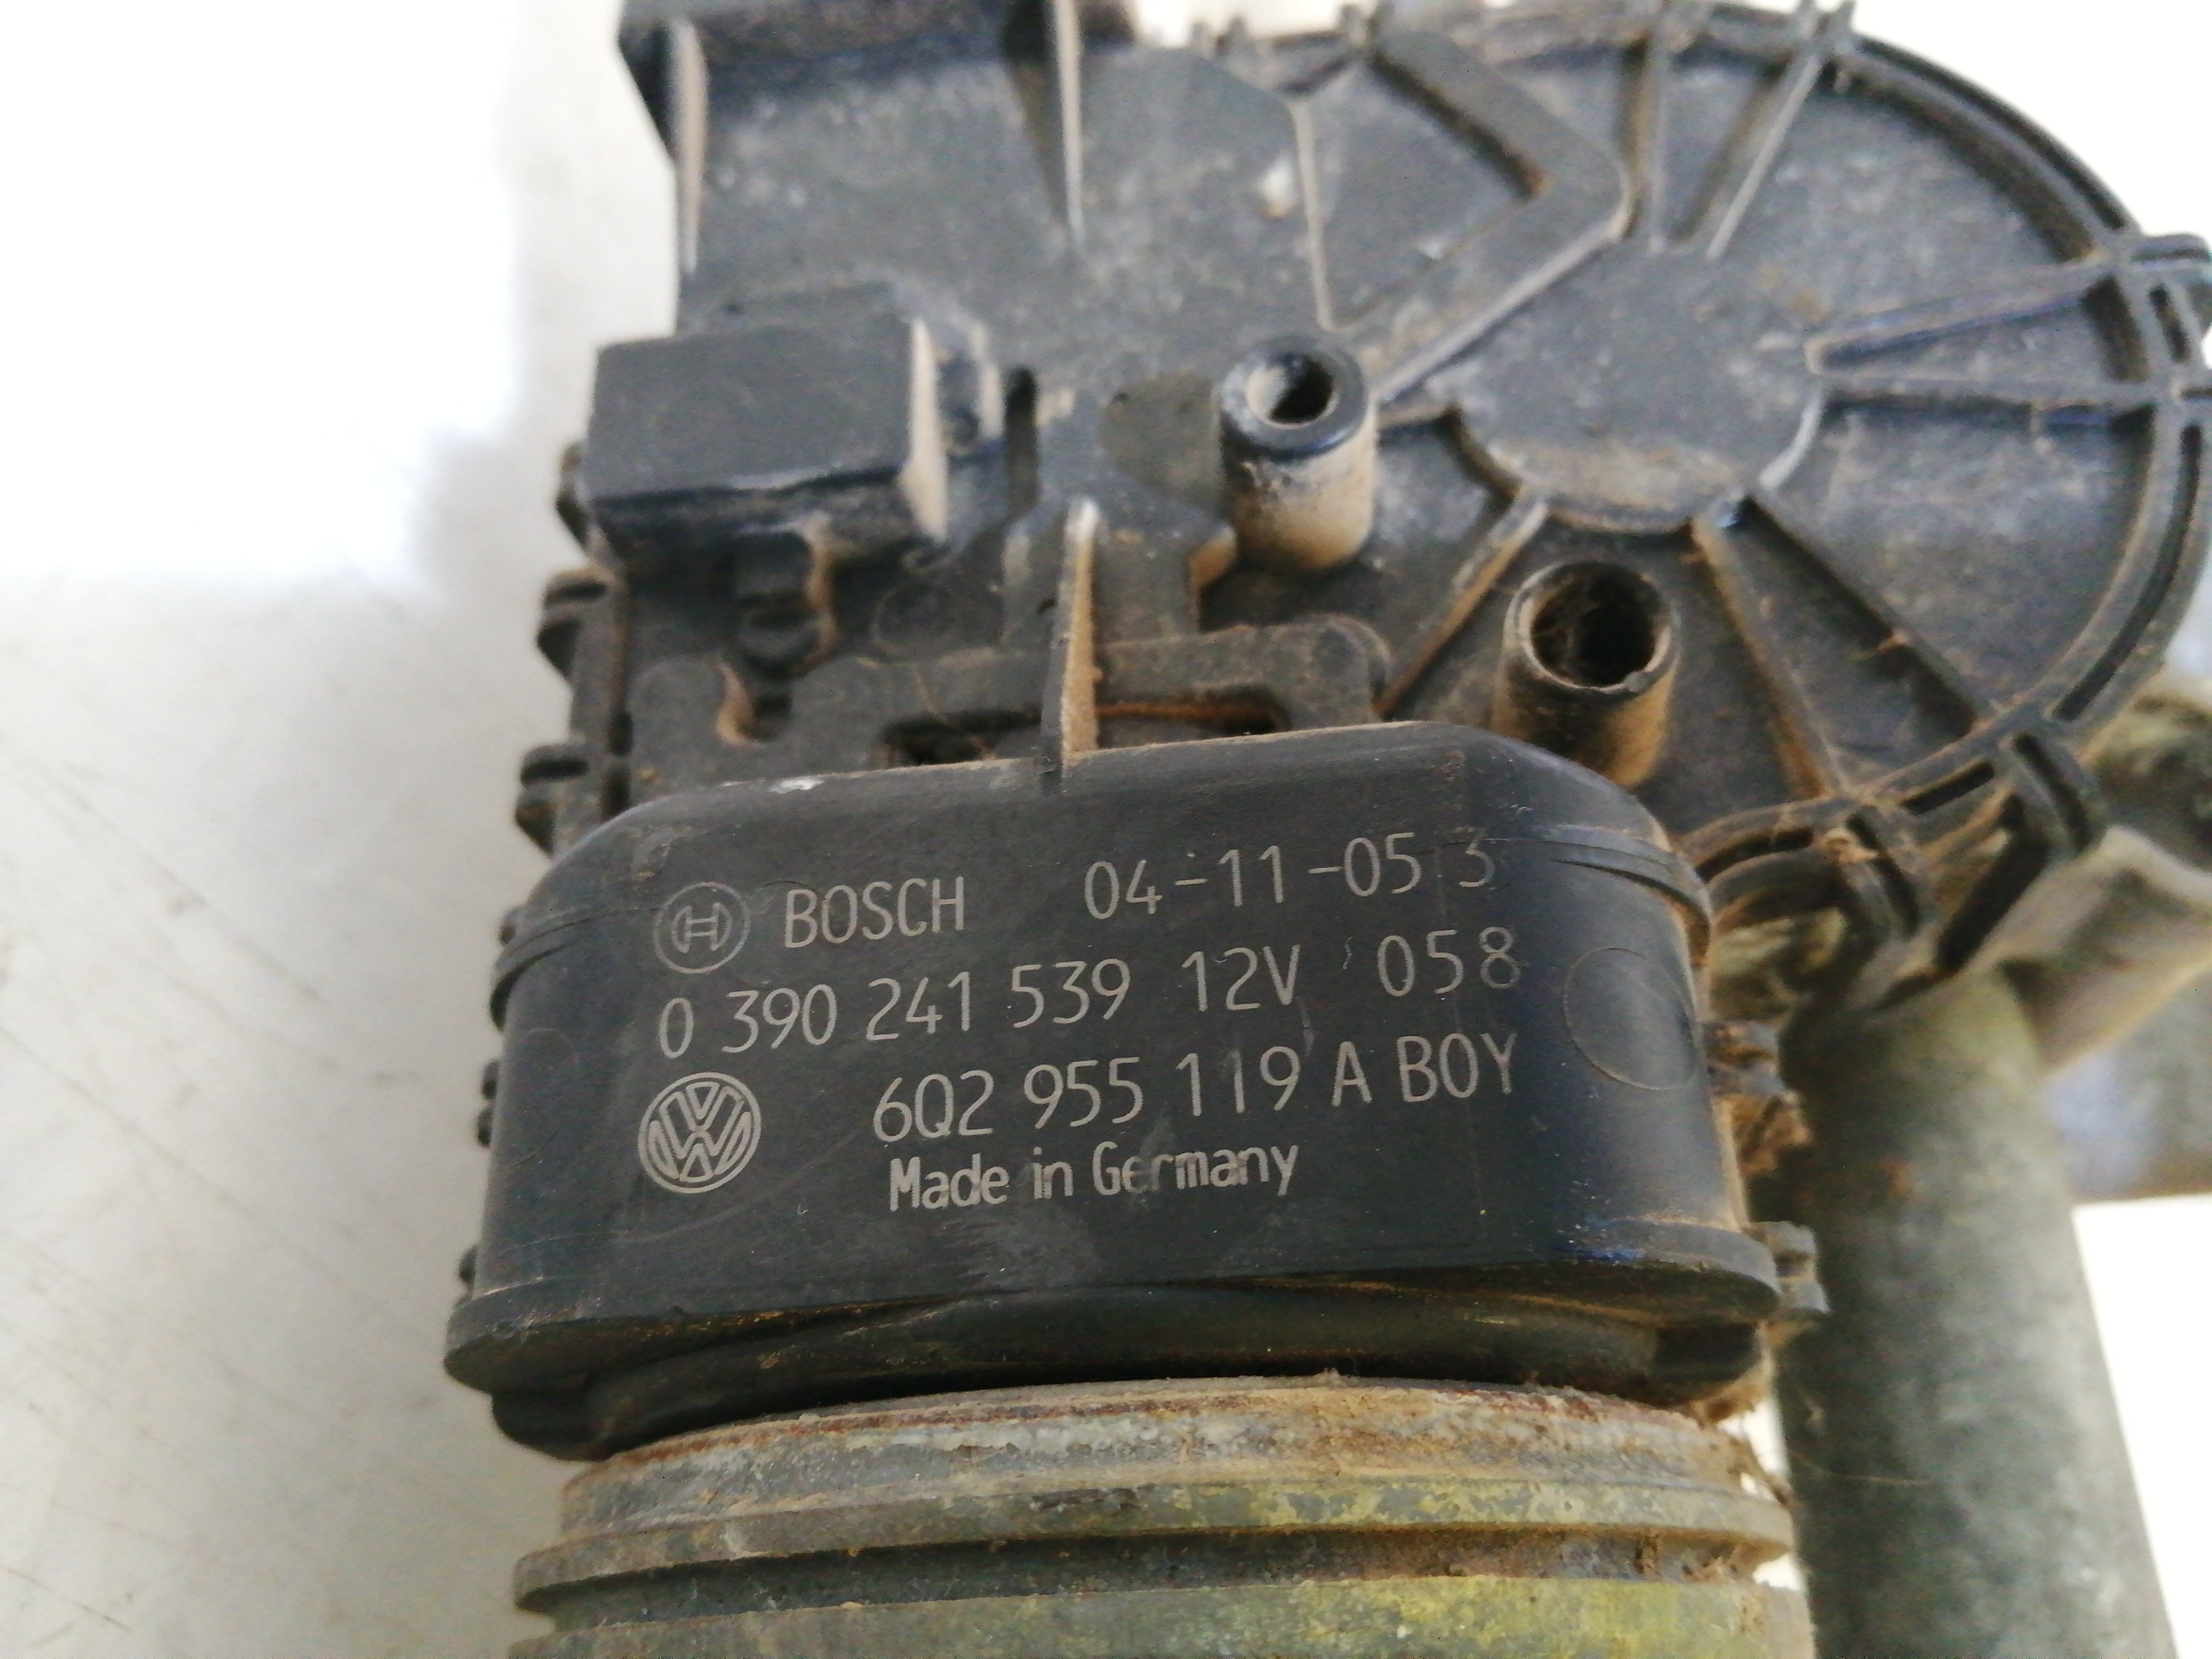 BOSCH 04-11-05 3
0 390 241 539 12V 058
6Q2 955 119 A BOY
Made in Germany